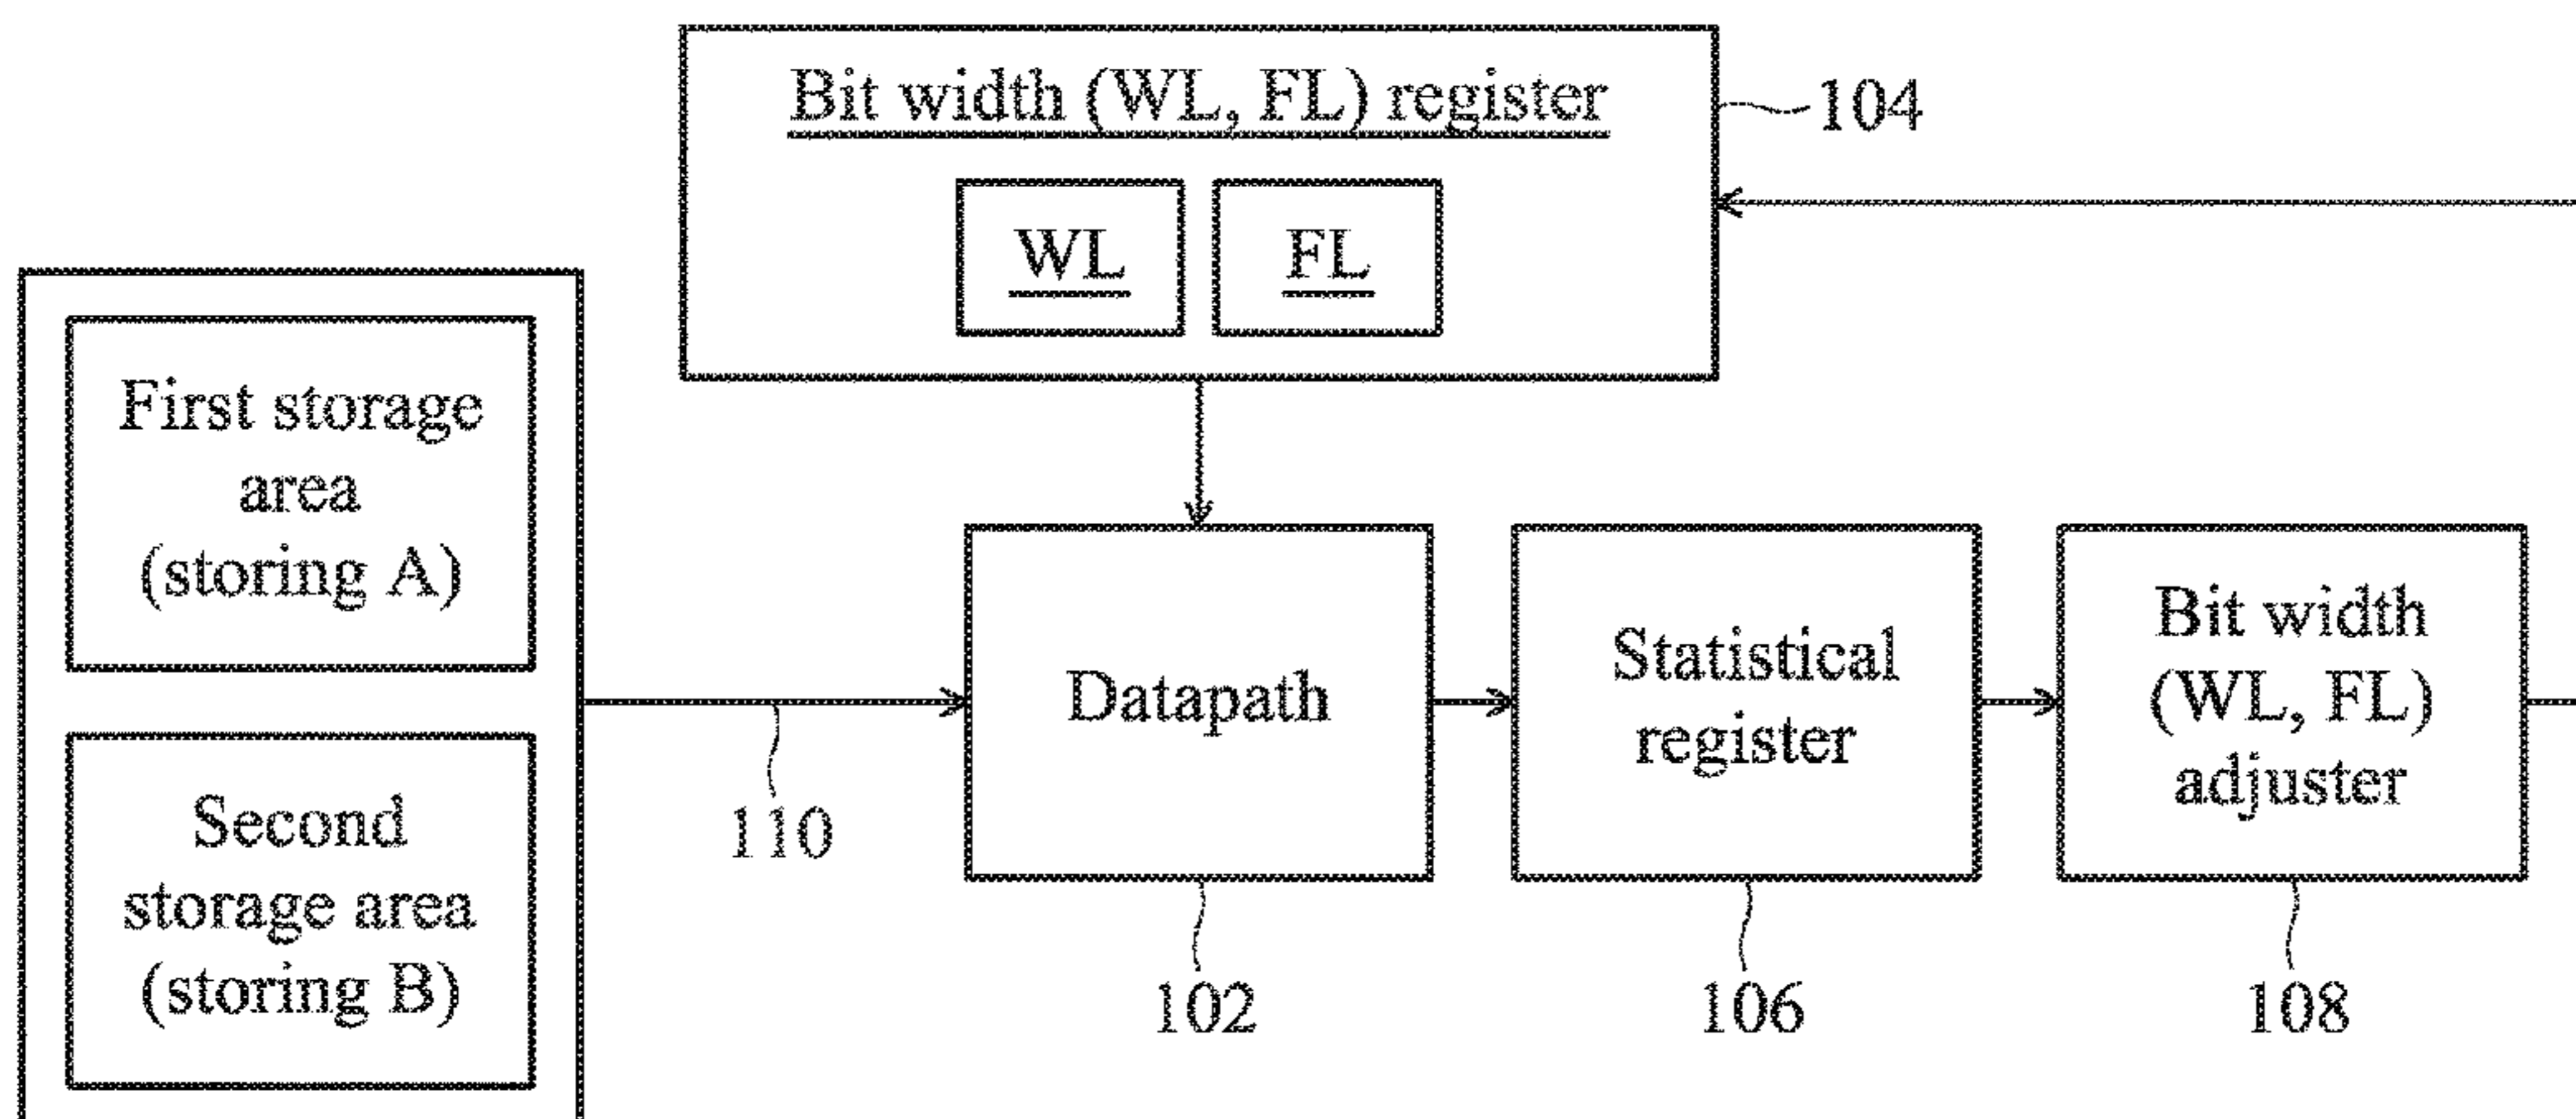 Bit width (WL, FL) register
104
WL
FL
First storage
area
(storing A)
Second
storage area
(storing B)
110
Datapath
102
Statistical
register
106
Bit width
(WL, FL)
adjuster
108